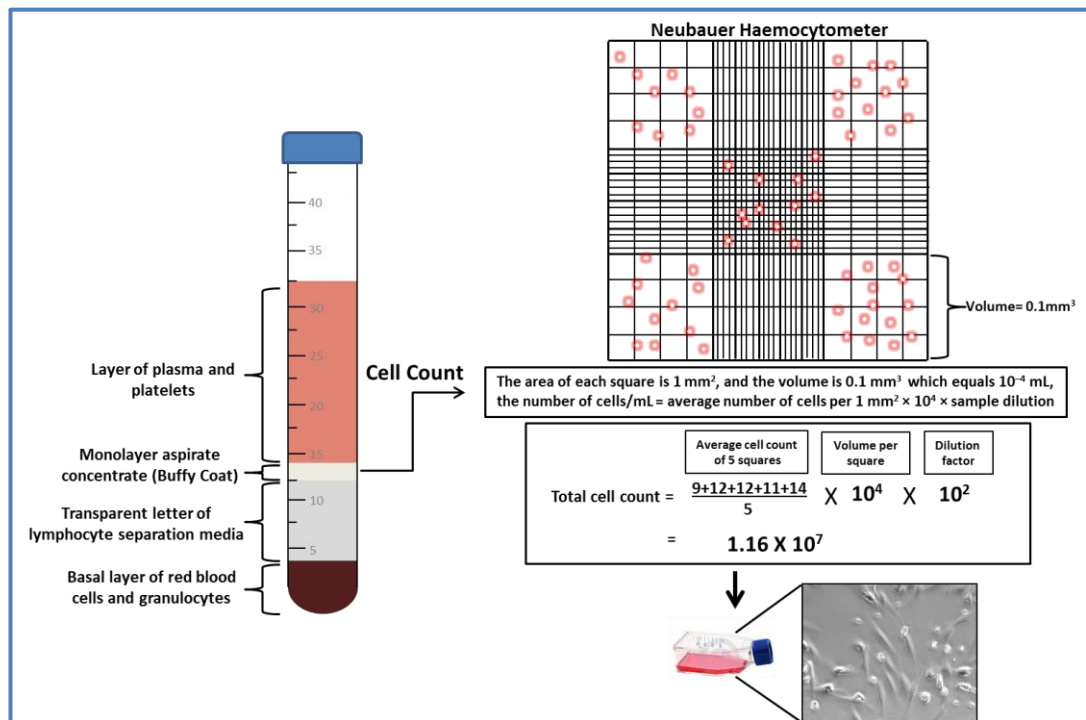 Neubauer Haemocytometer
40
35
30
25
20
15
10
5
Layer of plasma and
platelets
Monolayer aspirate
concentrate (Buffy Coat)
Transparent letter of
lymphocyte separation media
Basal layer of red blood
cells and granulocytes
Cell Count
Volume= 0.1mm³
The area of each square is 1 mm², and the volume is 0.1 mm³ which equals 10⁻⁴ mL,
the number of cells/mL = average number of cells per 1 mm² × 10⁴ × sample dilution
Average cell count
of 5 squares
Volume per
square
Dilution
factor
Total cell count = 9+12+12+11+14 / 5 X 10⁴ X 10²
= 1.16 X 10⁷